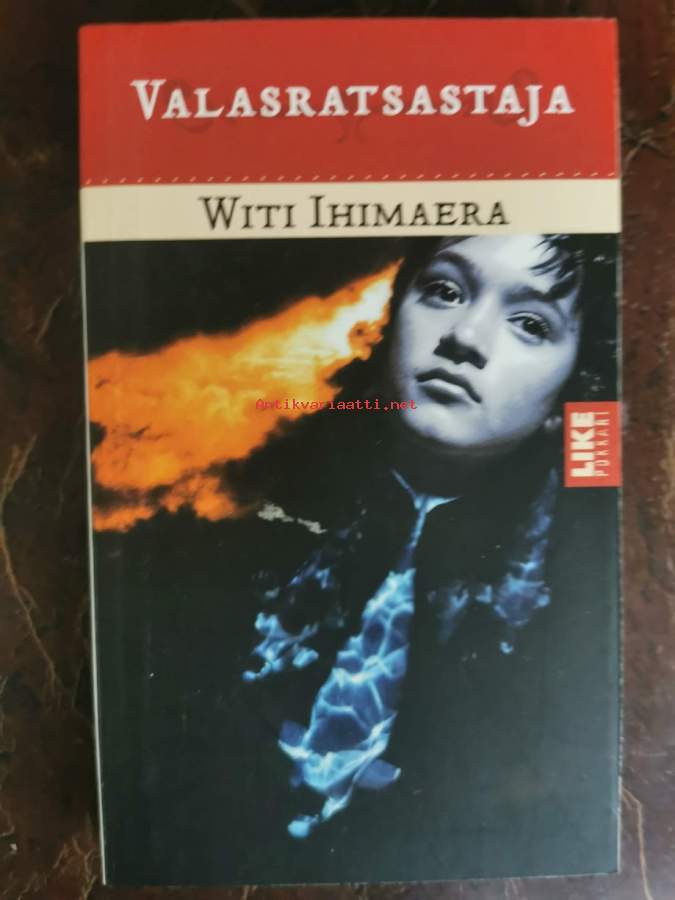 VALASRATSASTAJA
WITI IHIMAERA
Antikvariaatti.net
LIKE
POKKARI